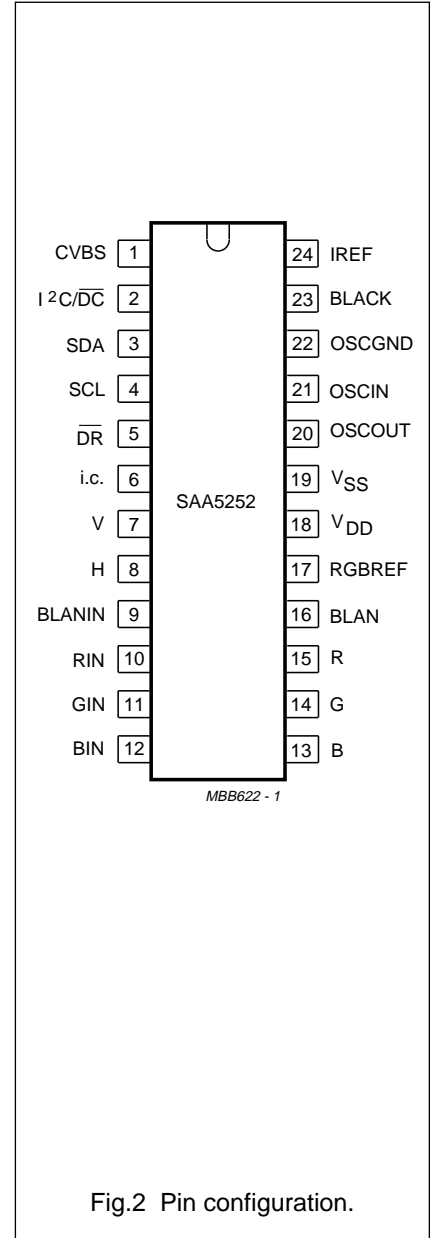 CVBS 1 24 IREF
I²C/D̅C̅ 2 23 BLACK
SDA 3 22 OSCGND
SCL 4 21 OSCIN
D̅R̅ 5 20 OSCOUT
i.c. 6 19 VSS
SAA5252
V 7 18 VDD
H 8 17 RGBREF
BLANIN 9 16 BLAN
RIN 10 15 R
GIN 11 14 G
BIN 12 13 B
MBB622 - 1
Fig.2 Pin configuration.